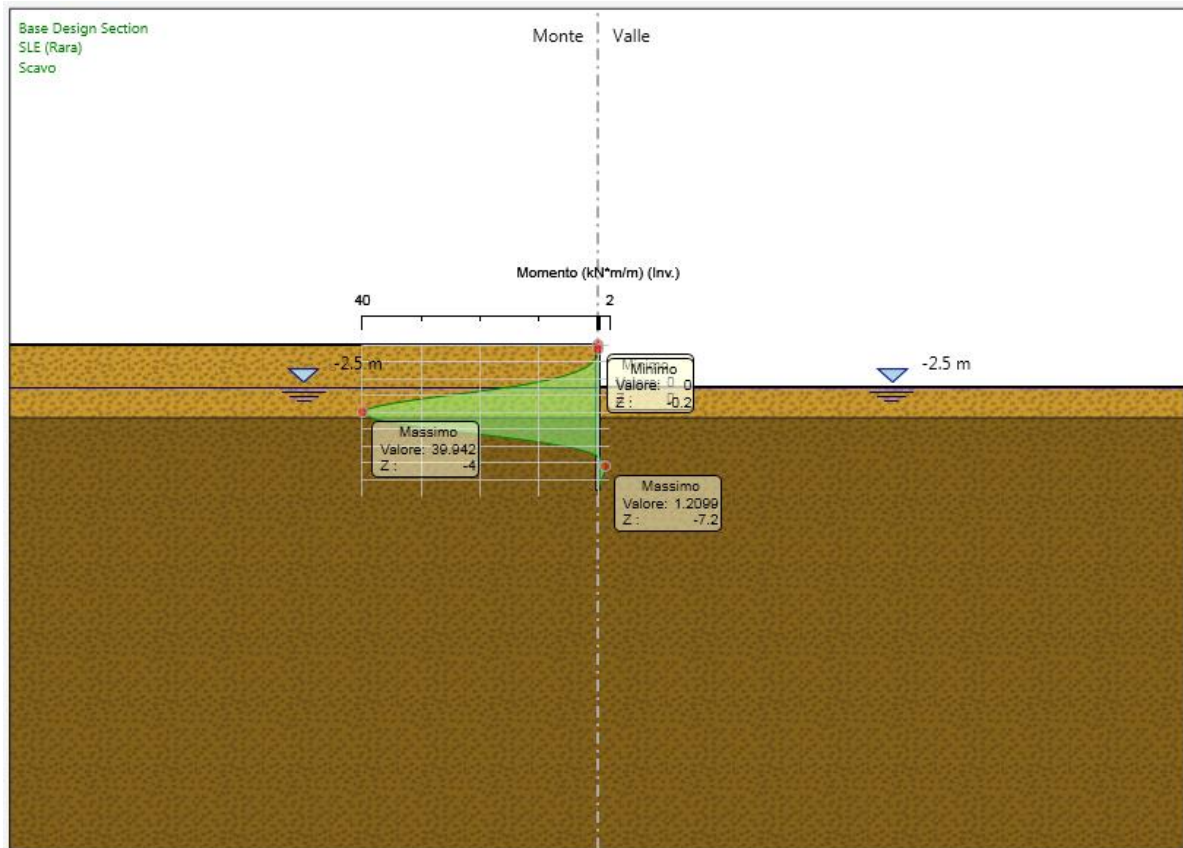 Base Design Section
SLE (Rara)
Scavo
Monte
Valle
Momento (kN*m/m) (Inv.)
40
2
-2.5 m
-2.5 m
Minimo
Valore: 0
Z : -0.2
Massimo
Valore: 39.942
Z : -4
Massimo
Valore: 1.2099
Z : -7.2